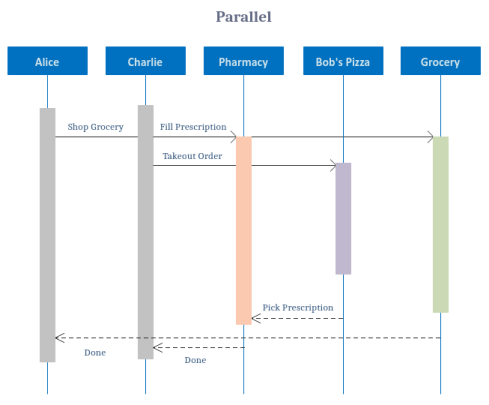 Parallel
Alice
Charlie
Pharmacy
Bob's Pizza
Grocery
Shop Grocery
Fill Prescription
Takeout Order
Pick Prescription
Done
Done